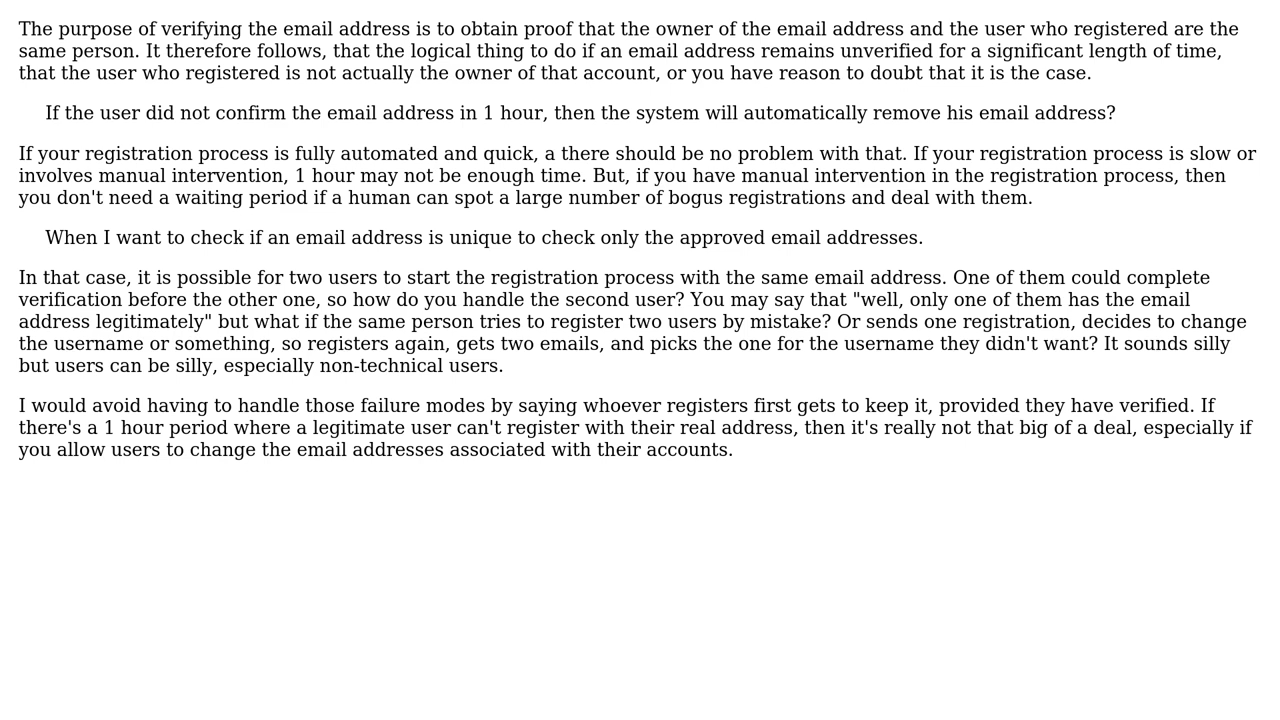 The purpose of verifying the email address is to obtain proof that the owner of the email address and the user who registered are the
same person. It therefore follows, that the logical thing to do if an email address remains unverified for a significant length of time,
that the user who registered is not actually the owner of that account, or you have reason to doubt that it is the case.
If the user did not confirm the email address in 1 hour, then the system will automatically remove his email address?
If your registration process is fully automated and quick, a there should be no problem with that. If your registration process is slow or
involves manual intervention, 1 hour may not be enough time. But, if you have manual intervention in the registration process, then
you don't need a waiting period if a human can spot a large number of bogus registrations and deal with them.
When I want to check if an email address is unique to check only the approved email addresses.
In that case, it is possible for two users to start the registration process with the same email address. One of them could complete
verification before the other one, so how do you handle the second user? You may say that "well, only one of them has the email
address legitimately" but what if the same person tries to register two users by mistake? Or sends one registration, decides to change
the username or something, so registers again, gets two emails, and picks the one for the username they didn't want? It sounds silly
but users can be silly, especially non-technical users.
I would avoid having to handle those failure modes by saying whoever registers first gets to keep it, provided they have verified. If
there's a 1 hour period where a legitimate user can't register with their real address, then it's really not that big of a deal, especially if
you allow users to change the email addresses associated with their accounts.